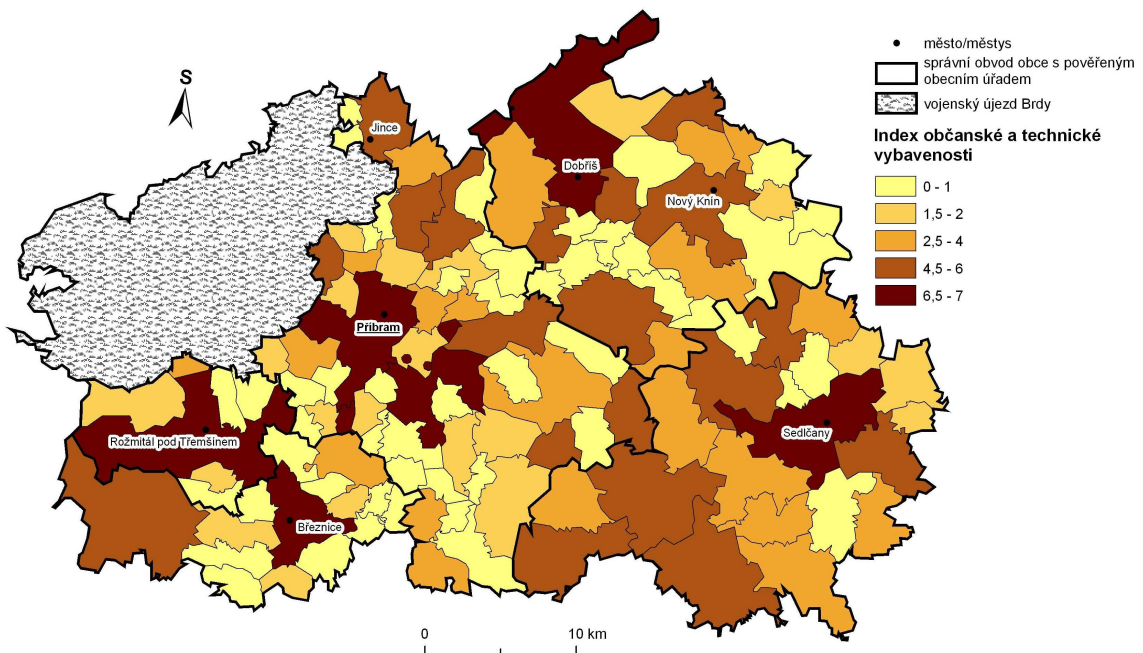 S
město/městys
správní obvod obce s pověřeným
obecním úřadem
vojenský újezd Brdy
Index občanské a technické
vybavenosti
0 - 1
1,5 - 2
2,5 - 4
4,5 - 6
6,5 - 7
Jince
Dobříš
Nový Knín
Příbram
Rožmitál pod Třemšínem
Sedlčany
Březnice
0 10 km